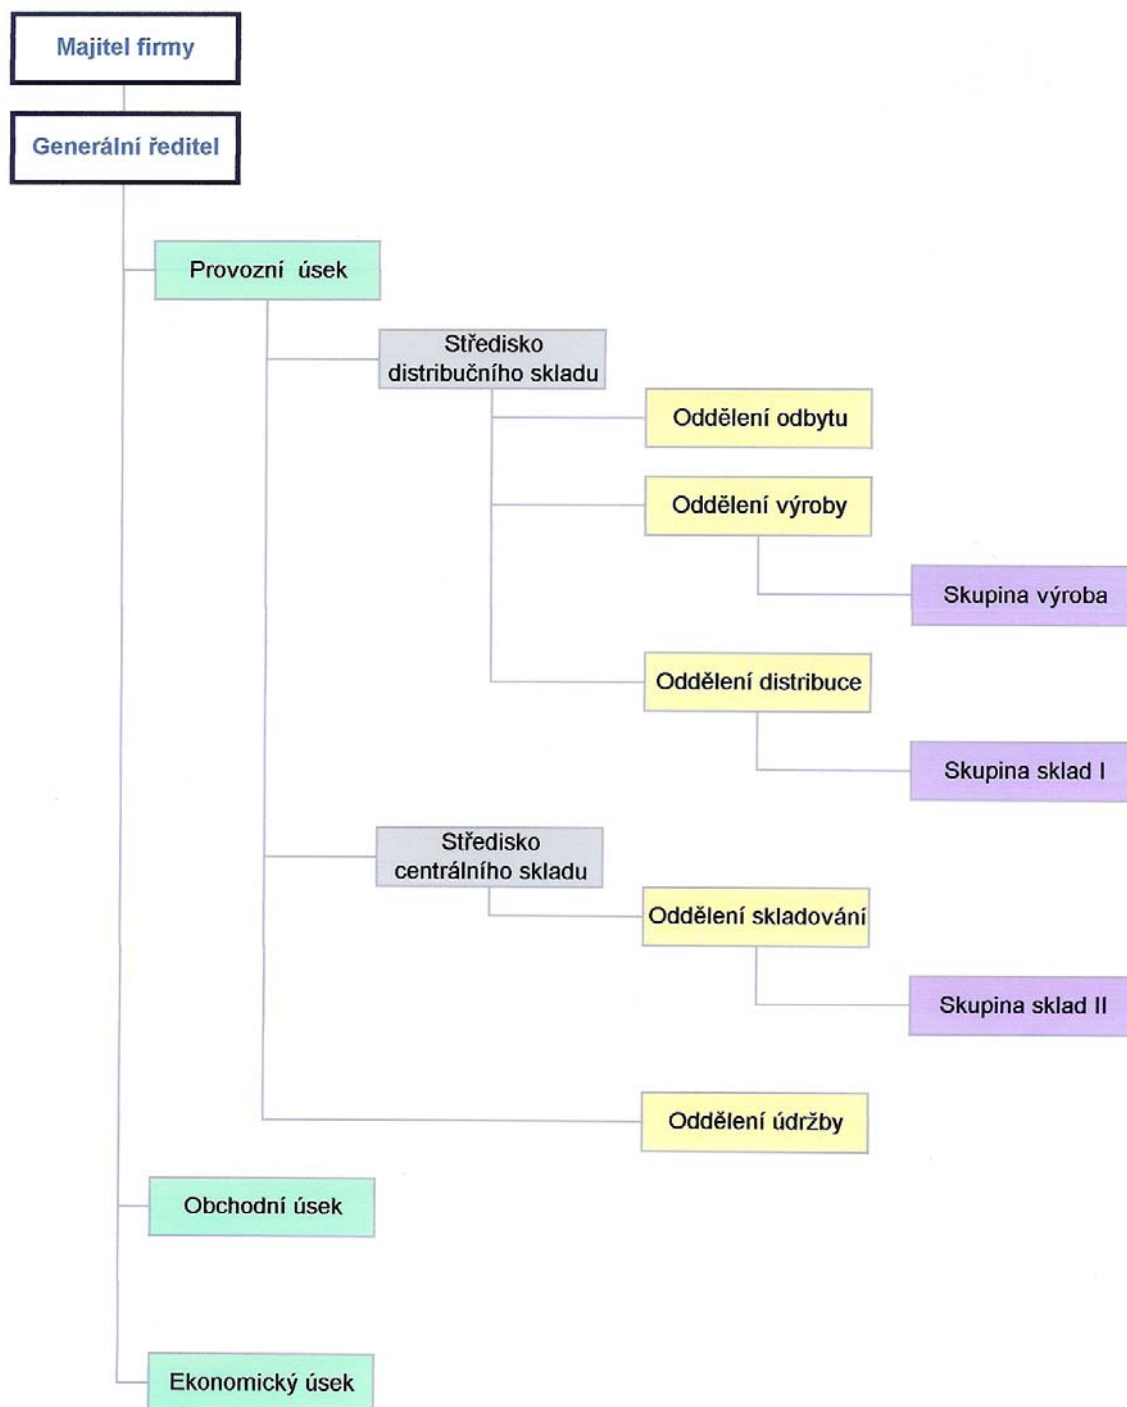 Majitel firmy
Generální ředitel
Provozní úsek
Středisko
distribučního skladu
Oddělení odbytu
Oddělení výroby
Skupina výroba
Oddělení distribuce
Skupina sklad I
Středisko
centrálního skladu
Oddělení skladování
Skupina sklad II
Oddělení údržby
Obchodní úsek
Ekonomický úsek